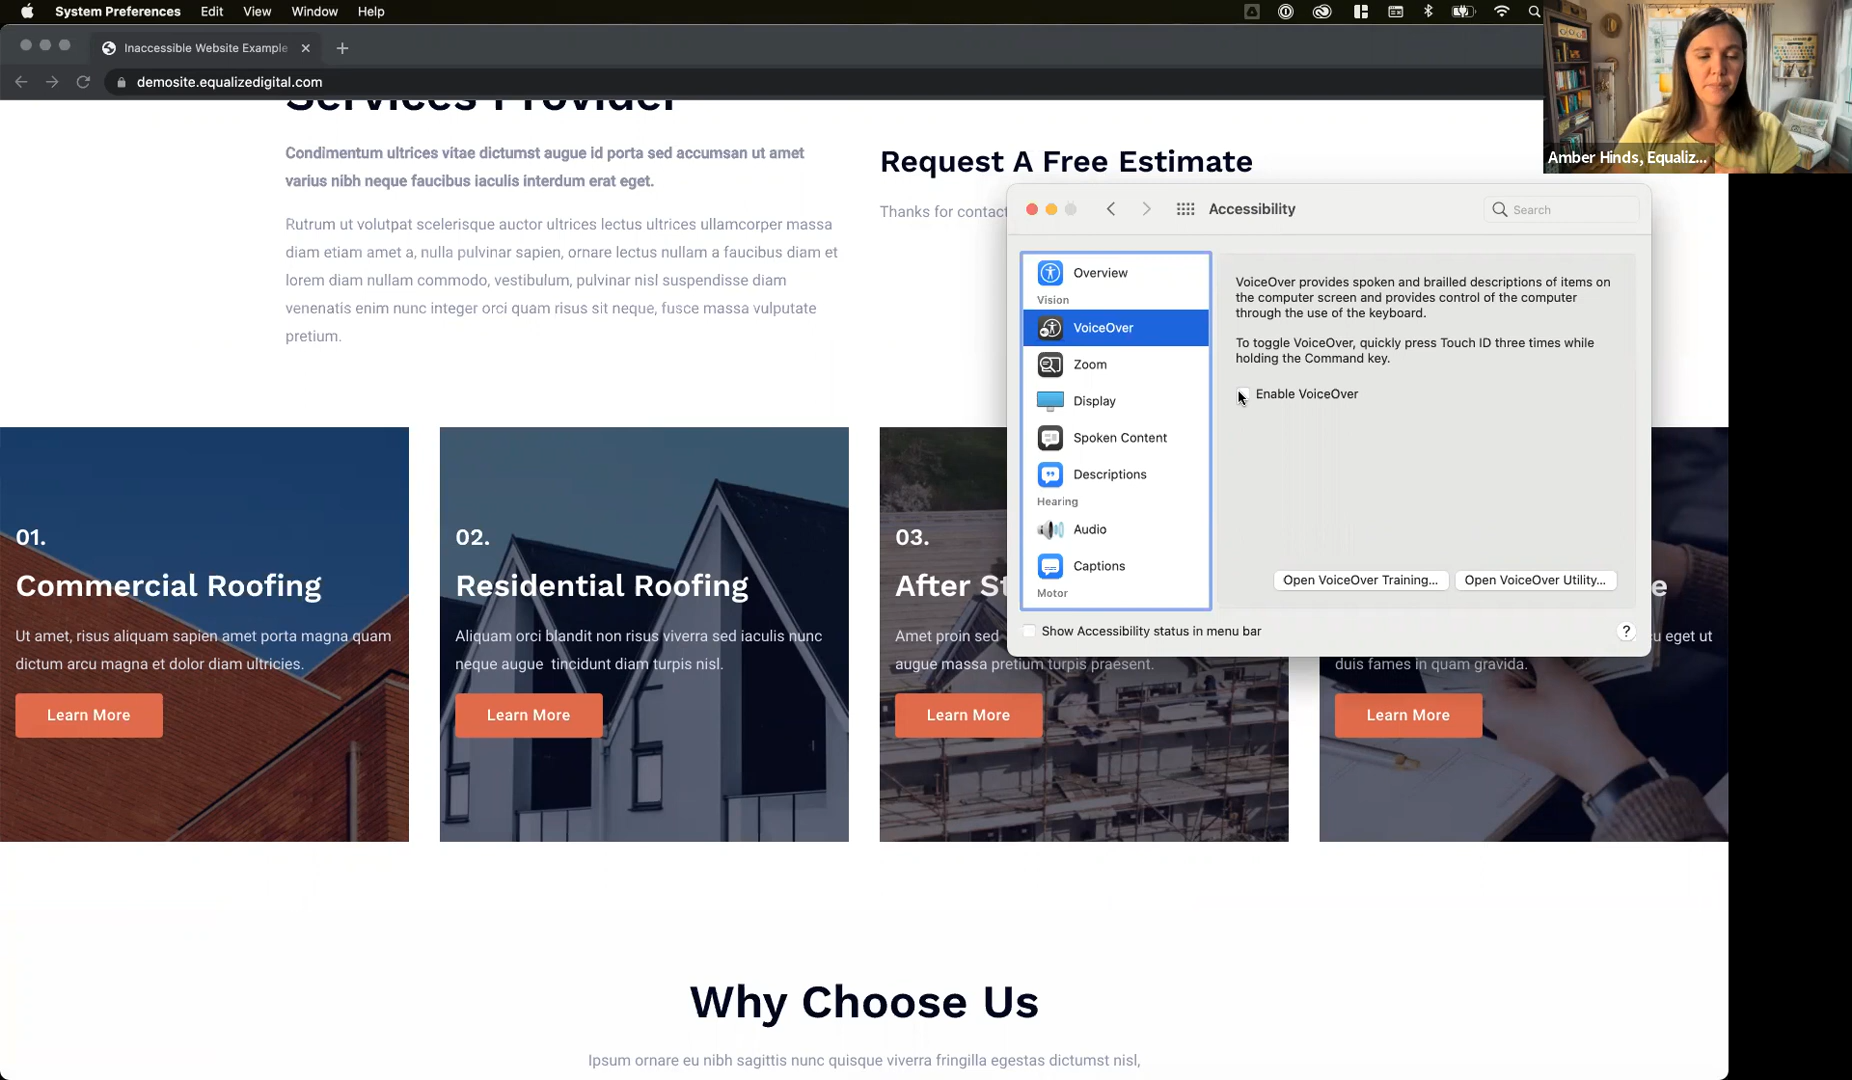 System Preferences Edit View Window Help
Inaccessible Website Example
demosite.equalizedigital.com
Amber Hinds, Equaliz...
Services Provider
Condimentum ultrices vitae dictumst augue id porta sed accumsan ut amet
varius nibh neque faucibus iaculis interdum erat eget.
Rutrum ut volutpat scelerisque auctor ultrices lectus ultrices ullamcorper massa
diam etiam amet a, nulla pulvinar sapien, ornare lectus nullam a faucibus diam et
lorem diam nullam commodo, vestibulum, pulvinar nisl suspendisse diam
venenatis enim nunc integer orci quam risus sit neque, fusce massa vulputate
pretium.
Request A Free Estimate
Thanks for contact
Accessibility
Search
Overview
Vision
VoiceOver
Zoom
Display
Spoken Content
Descriptions
Hearing
Audio
Captions
Motor
VoiceOver provides spoken and brailled descriptions of items on
the computer screen and provides control of the computer
through the use of the keyboard.
To toggle VoiceOver, quickly press Touch ID three times while
holding the Command key.
Enable VoiceOver
Open VoiceOver Training...
Open VoiceOver Utility...
Show Accessibility status in menu bar
?
01.
Commercial Roofing
Ut amet, risus aliquam sapien amet porta magna quam
dictum arcu magna et dolor diam ultricies.
Learn More
02.
Residential Roofing
Aliquam orci blandit non risus viverra sed iaculis nunc
neque augue tincidunt diam turpis nisl.
Learn More
03.
After St
Amet proin sed
augue massa pretium turpis praesent.
Learn More
e
u eget ut
duis fames in quam gravida.
Learn More
Why Choose Us
Ipsum ornare eu nibh sagittis nunc quisque viverra fringilla egestas dictumst nisl,